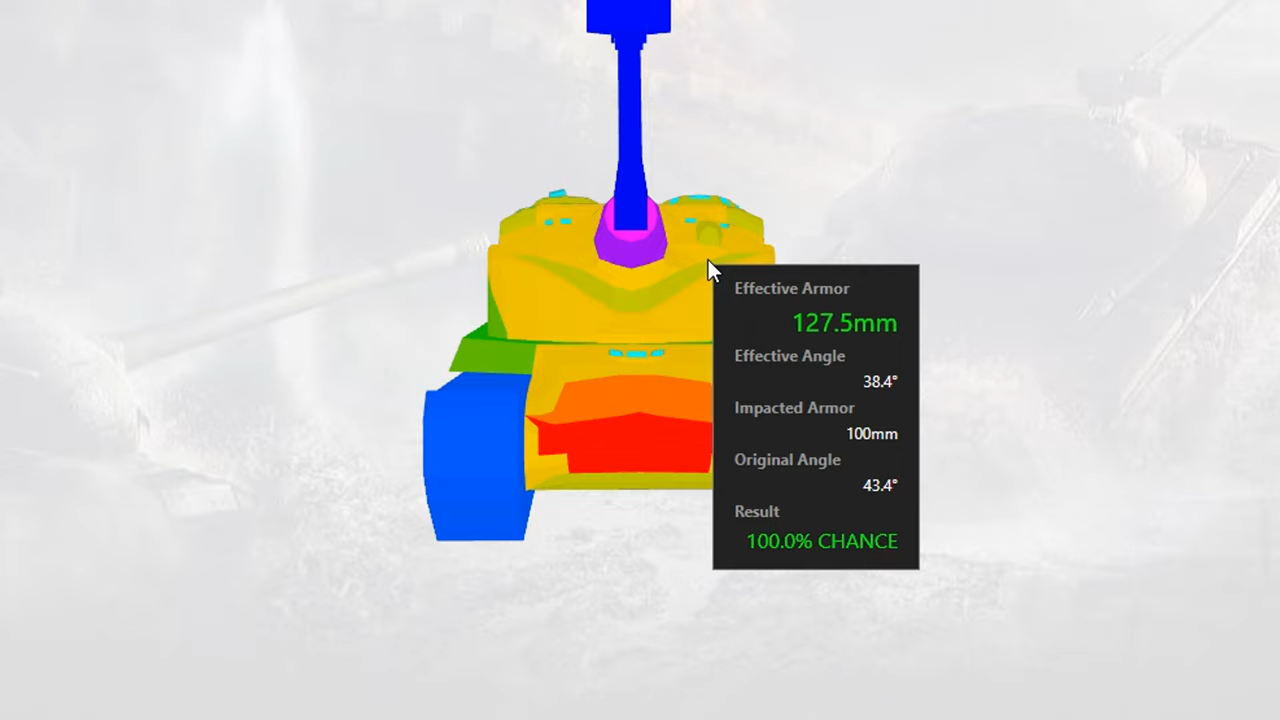 Effective Armor
127.5mm
Effective Angle
38.4°
Impacted Armor
100mm
Original Angle
43.4°
Result
100.0% CHANCE